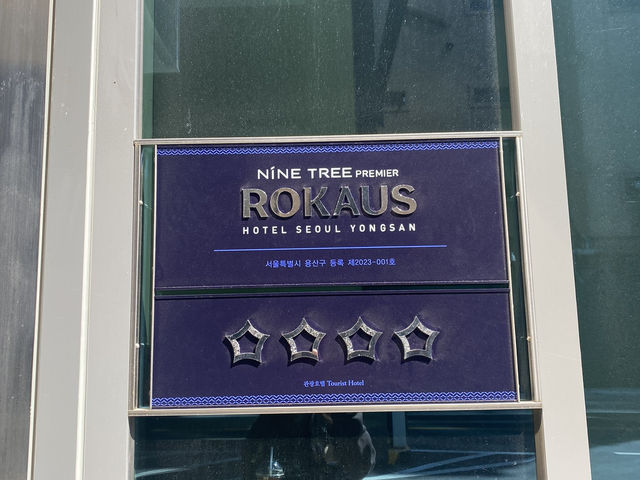 NíNE TREE PREMIER
ROKAUS
HOTEL SEOUL YONGSAN
서울특별시 용산구 등록 제2023-001호
관광호텔 Tourist Hotel